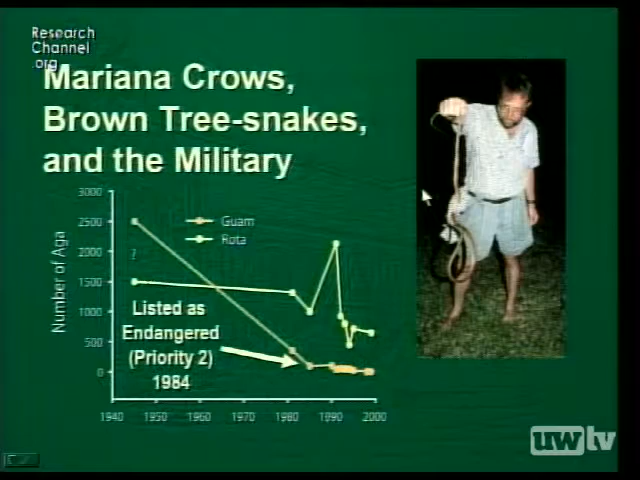 Research
Channel
.org
Mariana Crows,
Brown Tree-snakes,
and the Military
3000
2500
2000
1500
1000
500
0
Number of Aga
?
Guam
Rota
Listed as
Endangered
(Priority 2)
1984
1940
1950
1960
1970
1980
1990
2000
uwtv